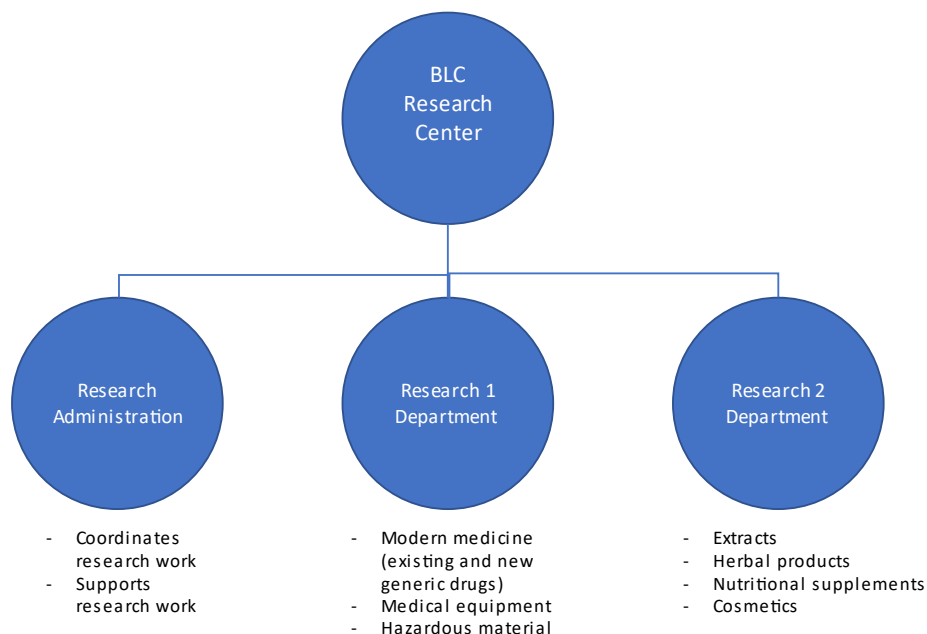 BLC
Research
Center
Research
Administration
Research 1
Department
Research 2
Department
- Coordinates
research work
- Supports
research work
- Modern medicine
(existing and new
generic drugs)
- Medical equipment
- Hazardous material
- Extracts
- Herbal products
- Nutritional supplements
- Cosmetics